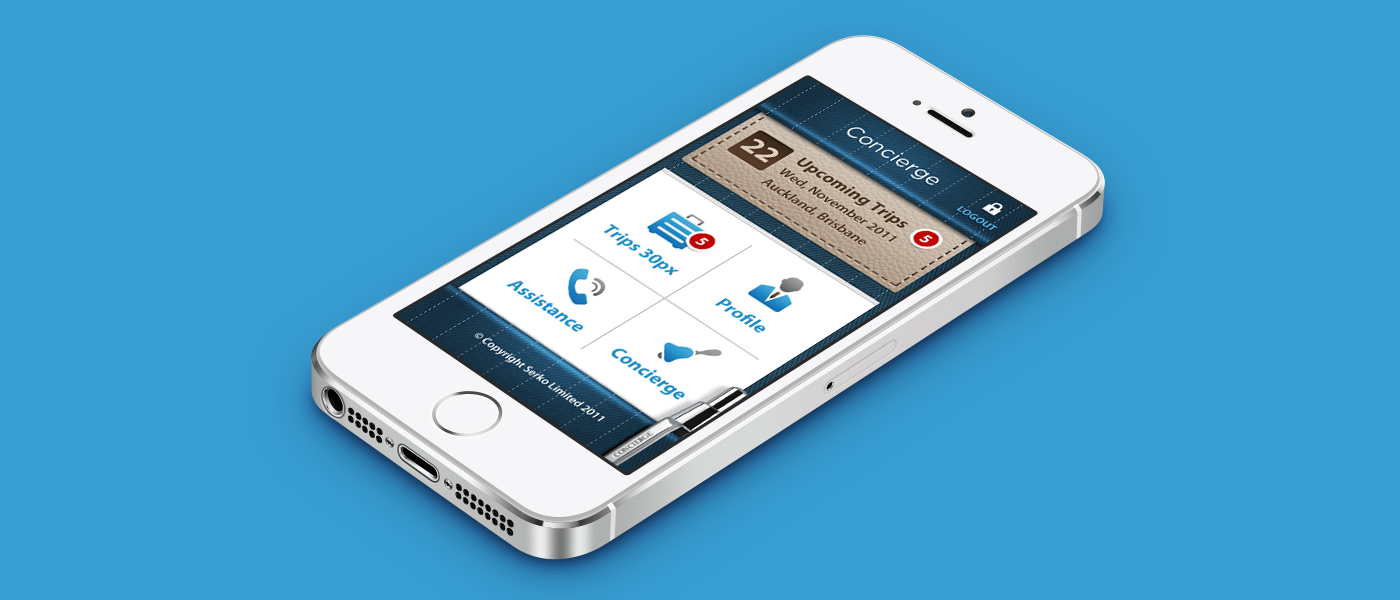 Concierge
LOGOUT
22
Upcoming Trips
Wed, November 2011
Auckland, Brisbane
5
5
Trips 30px
Profile
Assistance
Concierge
© Copyright Serko Limited 2011
CONCIERGE